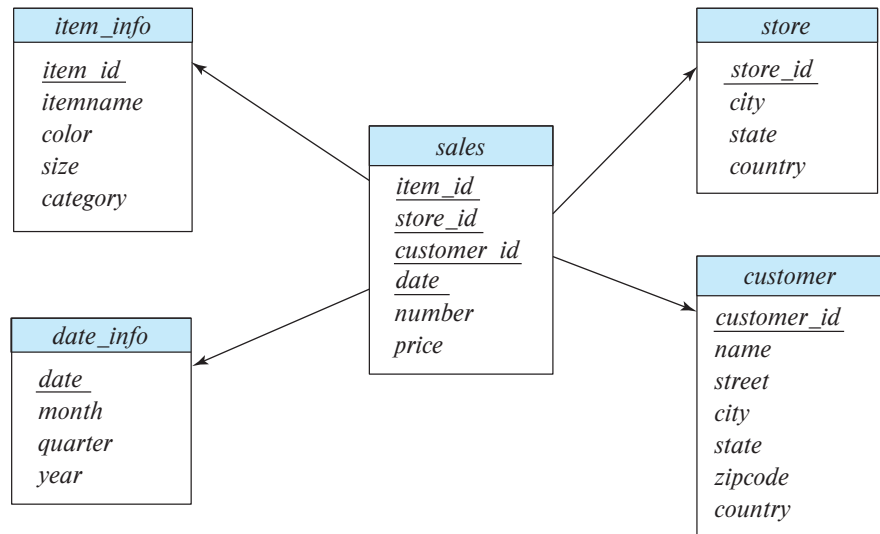 item_info
item_id
itemname
color
size
category
store
store_id
city
state
country
sales
item_id
store_id
customer_id
date
number
price
date_info
date
month
quarter
year
customer
customer_id
name
street
city
state
zipcode
country